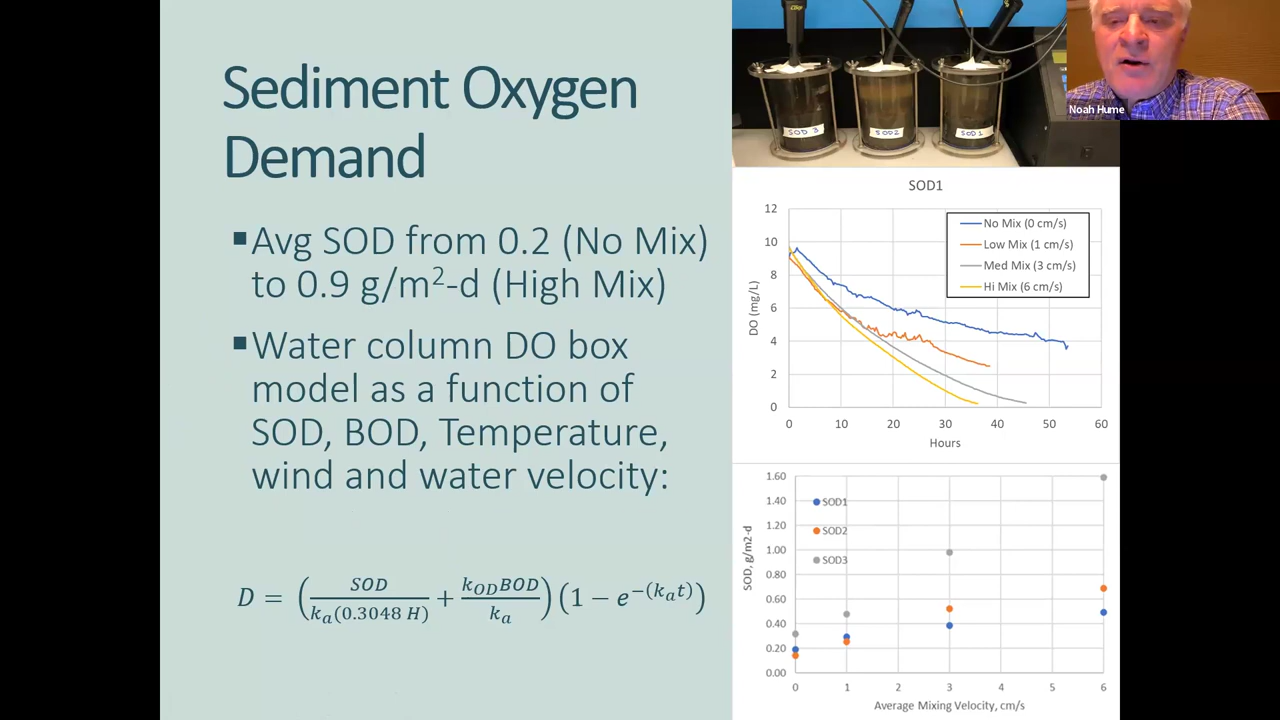 Sediment Oxygen
Demand
▪Avg SOD from 0.2 (No Mix)
to 0.9 g/m²-d (High Mix)
▪Water column DO box
model as a function of
SOD, BOD, Temperature,
wind and water velocity:
D = (SOD / kₐ(0.3048 H) + k_OD BOD / kₐ) (1 − e^−(kₐt))
SOD 3
SOD2
SOD1
Noah Hume
SOD1
12
10
8
6
4
2
0
DO (mg/L)
No Mix (0 cm/s)
Low Mix (1 cm/s)
Med Mix (3 cm/s)
Hi Mix (6 cm/s)
0 10 20 30 40 50 60
Hours
1.60
1.40
1.20
1.00
0.80
0.60
0.40
0.20
0.00
SOD, g/m2-d
SOD1
SOD2
SOD3
0 1 2 3 4 5 6
Average Mixing Velocity, cm/s